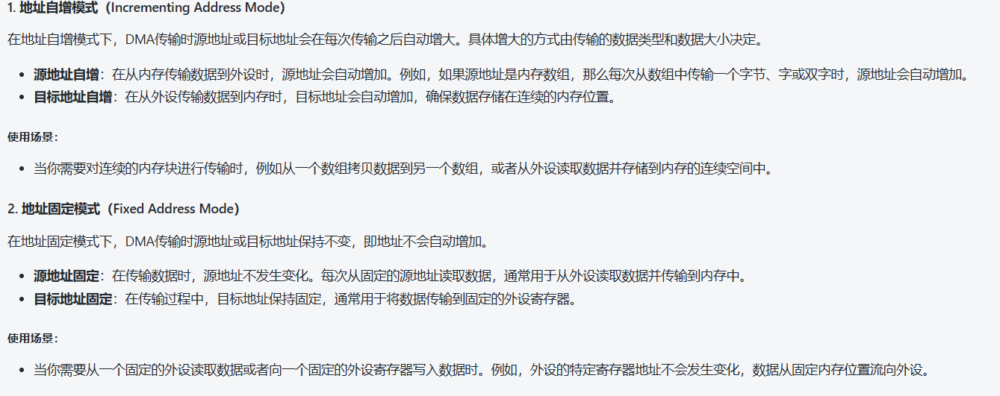 1. 地址自增模式（Incrementing Address Mode）
在地址自增模式下，DMA传输时源地址或目标地址会在每次传输之后自动增大。具体增大的方式由传输的数据类型和数据大小决定。
• 源地址自增：在从内存传输数据到外设时，源地址会自动增加。例如，如果源地址是内存数组，那么每次从数组中传输一个字节、字或双字时，源地址会自动增加。
• 目标地址自增：在从外设传输数据到内存时，目标地址会自动增加，确保数据存储在连续的内存位置。
使用场景：
• 当你需要对连续的内存块进行传输时，例如从一个数组拷贝数据到另一个数组，或者从外设读取数据并存储到内存的连续空间中。
2. 地址固定模式（Fixed Address Mode）
在地址固定模式下，DMA传输时源地址或目标地址保持不变，即地址不会自动增加。
• 源地址固定：在传输数据时，源地址不发生变化。每次从固定的源地址读取数据，通常用于从外设读取数据并传输到内存中。
• 目标地址固定：在传输过程中，目标地址保持固定，通常用于将数据传输到固定的外设寄存器。
使用场景：
• 当你需要从一个固定的外设读取数据或者向一个固定的外设寄存器写入数据时。例如，外设的特定寄存器地址不会发生变化，数据从固定内存位置流向外设。